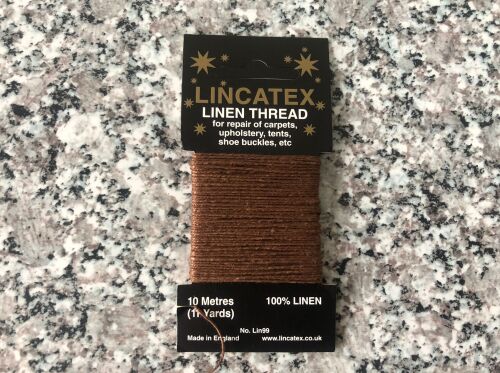 LINCATEX
LINEN THREAD
for repair of carpets,
upholstery, tents,
shoe buckles, etc
10 Metres 100% LINEN
(11 Yards)
No. Lin99
Made in England www.lincatex.co.uk